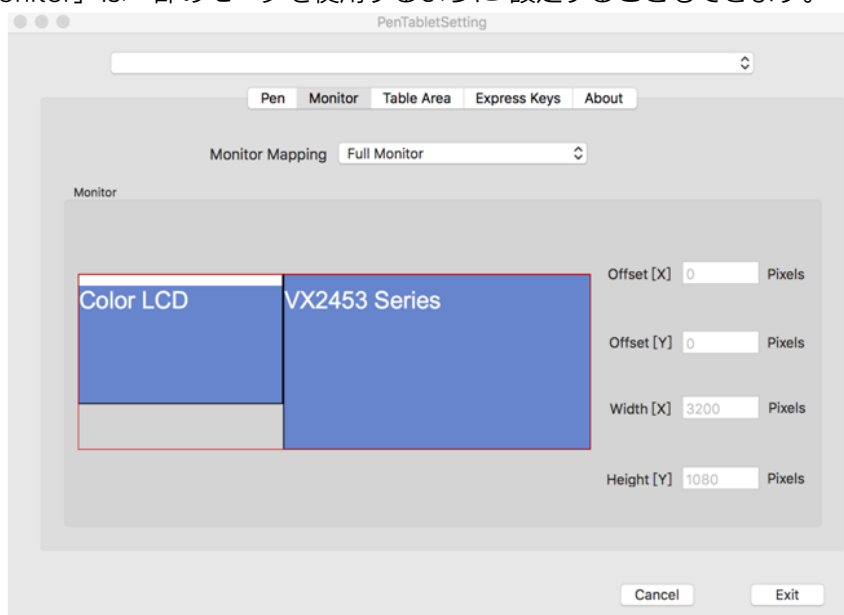 PenTabletSetting
Pen Monitor Table Area Express Keys About
Monitor Mapping Full Monitor
Monitor
Color LCD VX2453 Series
Offset [X] 0 Pixels
Offset [Y] 0 Pixels
Width [X] 3200 Pixels
Height [Y] 1080 Pixels
Cancel Exit